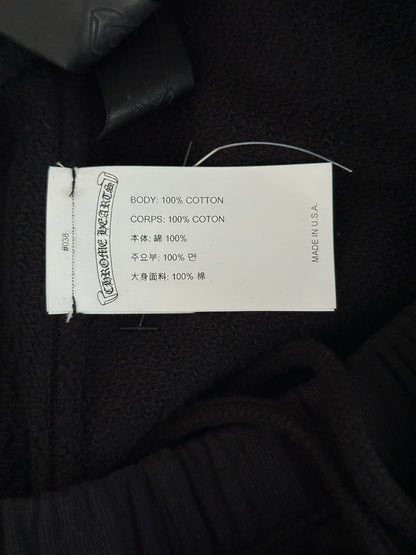 #038
CHROME HEARTS
BODY: 100% COTTON
CORPS: 100% COTON
本体: 綿 100%
주요부: 100% 면
大身面料: 100% 棉
MADE IN U.S.A.